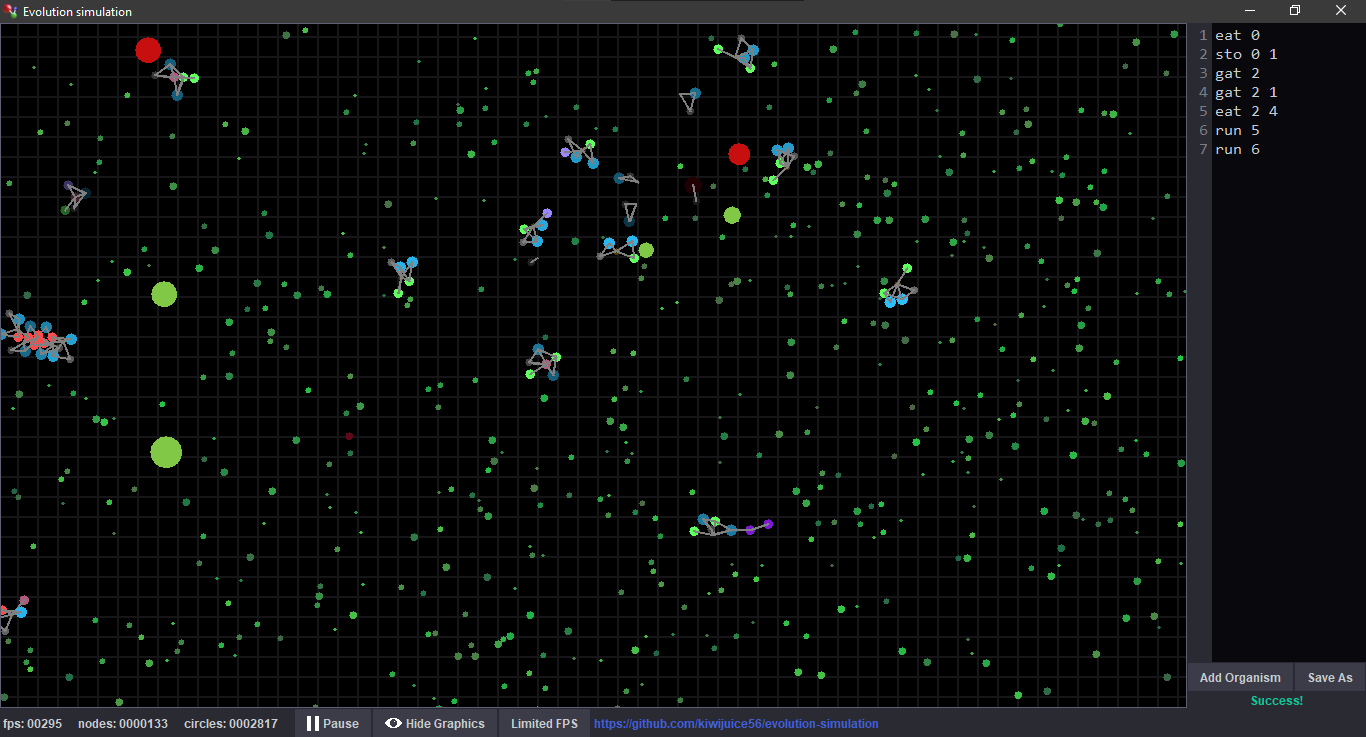 Evolution simulation
1 eat 0
2 sto 0 1
3 gat 2
4 gat 2 1
5 eat 2 4
6 run 5
7 run 6
Add Organism Save As
Success!
fps: 00295 nodes: 0000133 circles: 0002817 Pause Hide Graphics Limited FPS https://github.com/kiwijuice56/evolution-simulation